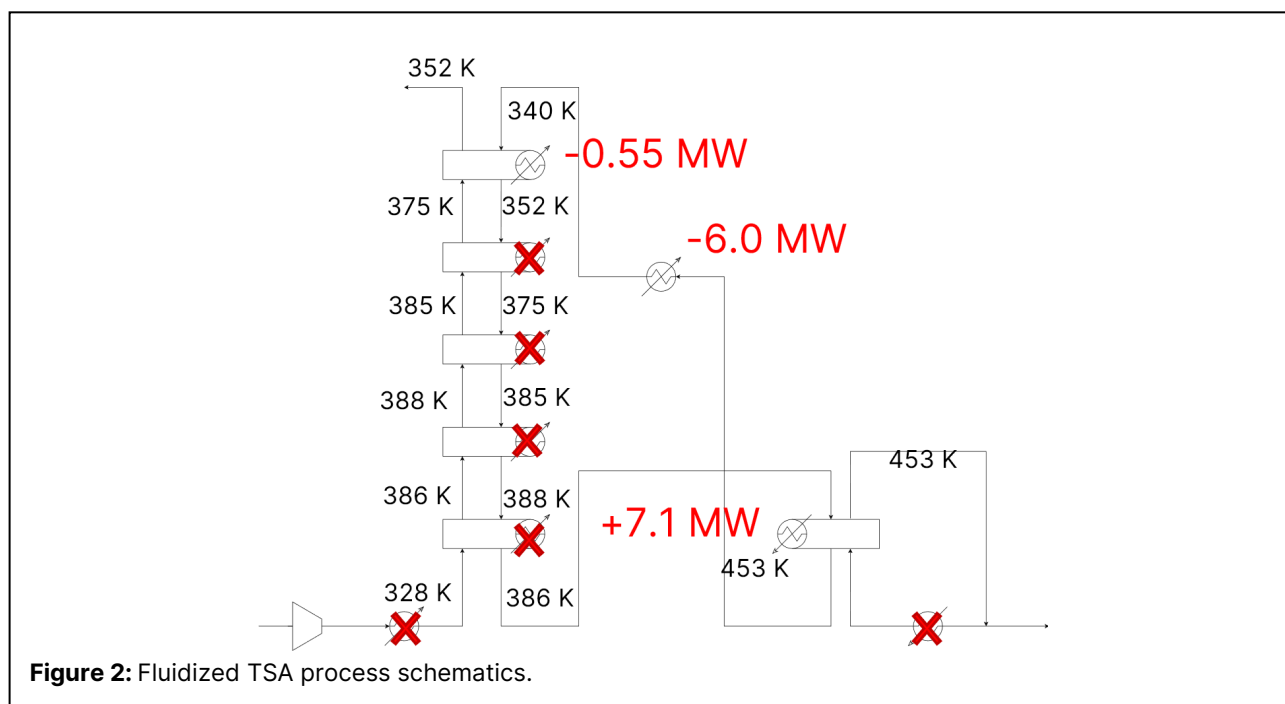 352 K
340 K
-0.55 MW
375 K
352 K
-6.0 MW
385 K
375 K
388 K
385 K
453 K
386 K
388 K
+7.1 MW
453 K
328 K
386 K
Figure 2: Fluidized TSA process schematics.